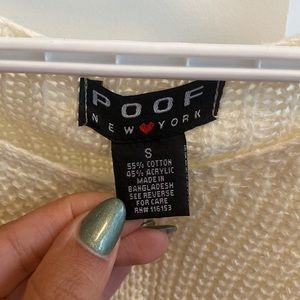 POOF
NEW YORK
S
55% COTTON
45% ACRYLIC
MADE IN
BANGLADESH
SEE REVERSE
FOR CARE
RN# 116153